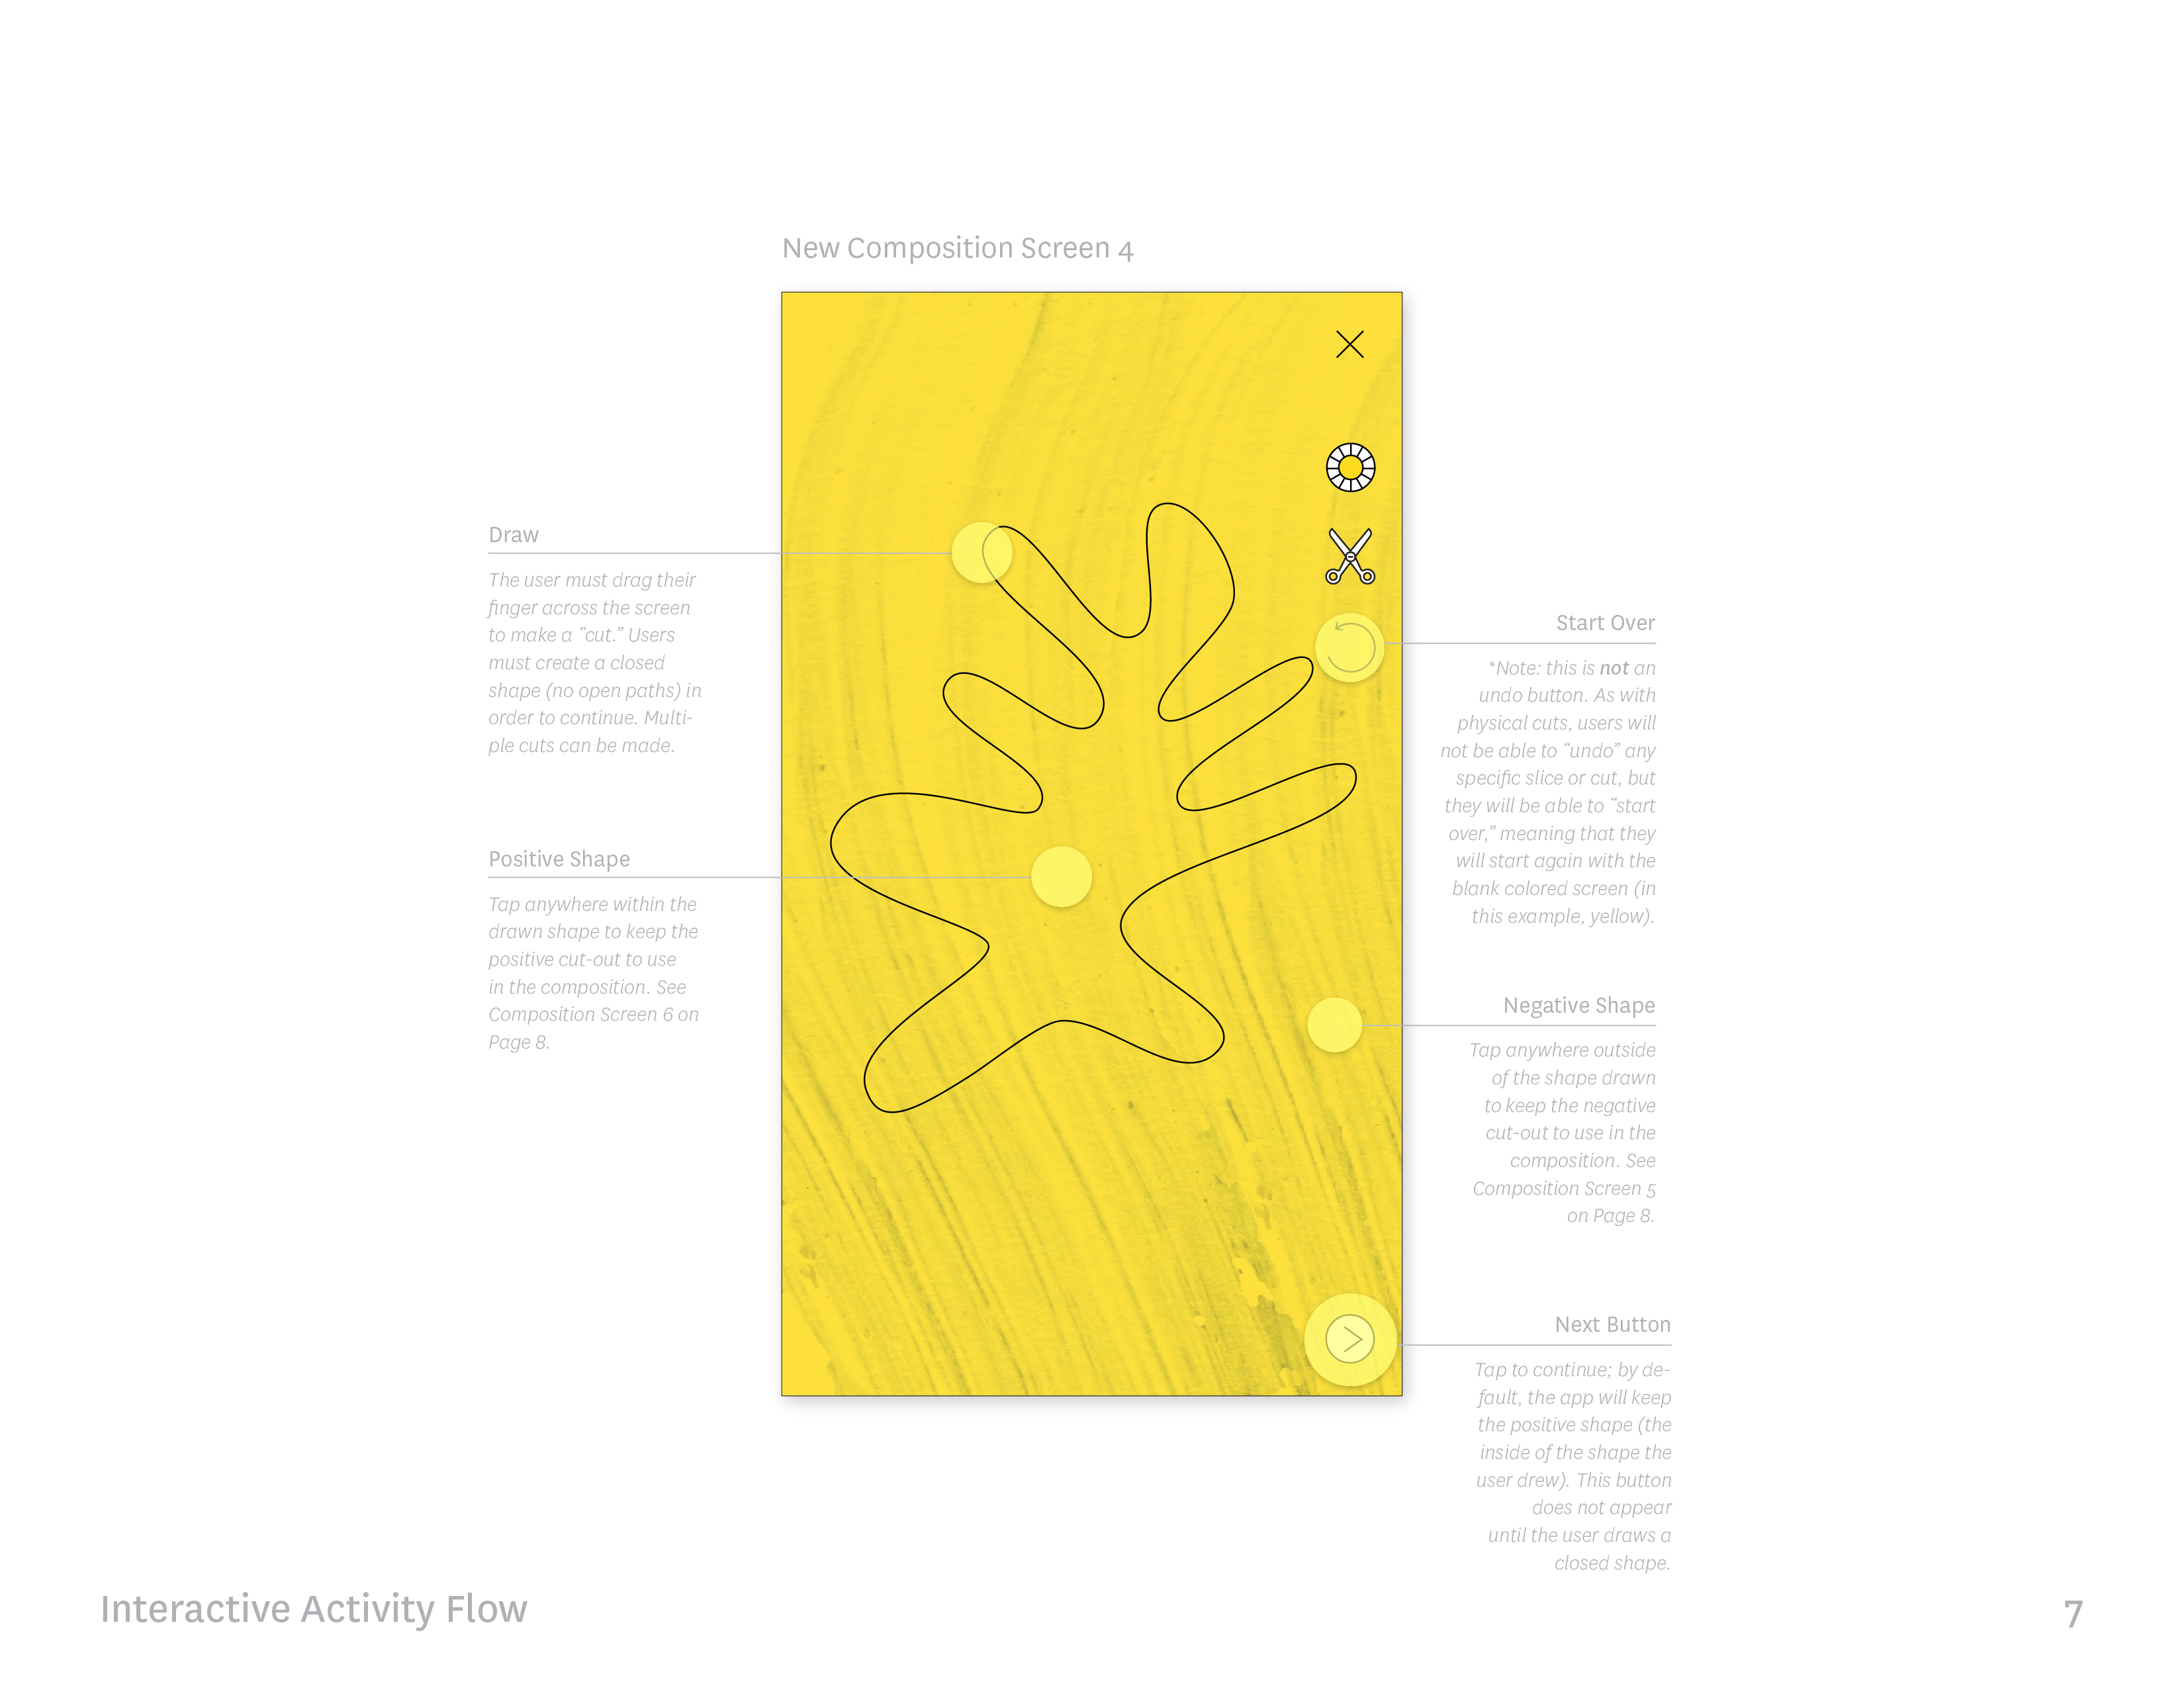 New Composition Screen 4
Draw
The user must drag their
finger across the screen
to make a “cut.” Users
must create a closed
shape (no open paths) in
order to continue. Multi-
ple cuts can be made.
Positive Shape
Tap anywhere within the
drawn shape to keep the
positive cut-out to use
in the composition. See
Composition Screen 6 on
Page 8.
Start Over
*Note: this is not an
undo button. As with
physical cuts, users will
not be able to “undo” any
specific slice or cut, but
they will be able to “start
over,” meaning that they
will start again with the
blank colored screen (in
this example, yellow).
Negative Shape
Tap anywhere outside
of the shape drawn
to keep the negative
cut-out to use in the
composition. See
Composition Screen 5
on Page 8.
Next Button
Tap to continue; by de-
fault, the app will keep
the positive shape (the
inside of the shape the
user drew). This button
does not appear
until the user draws a
closed shape.
Interactive Activity Flow
7